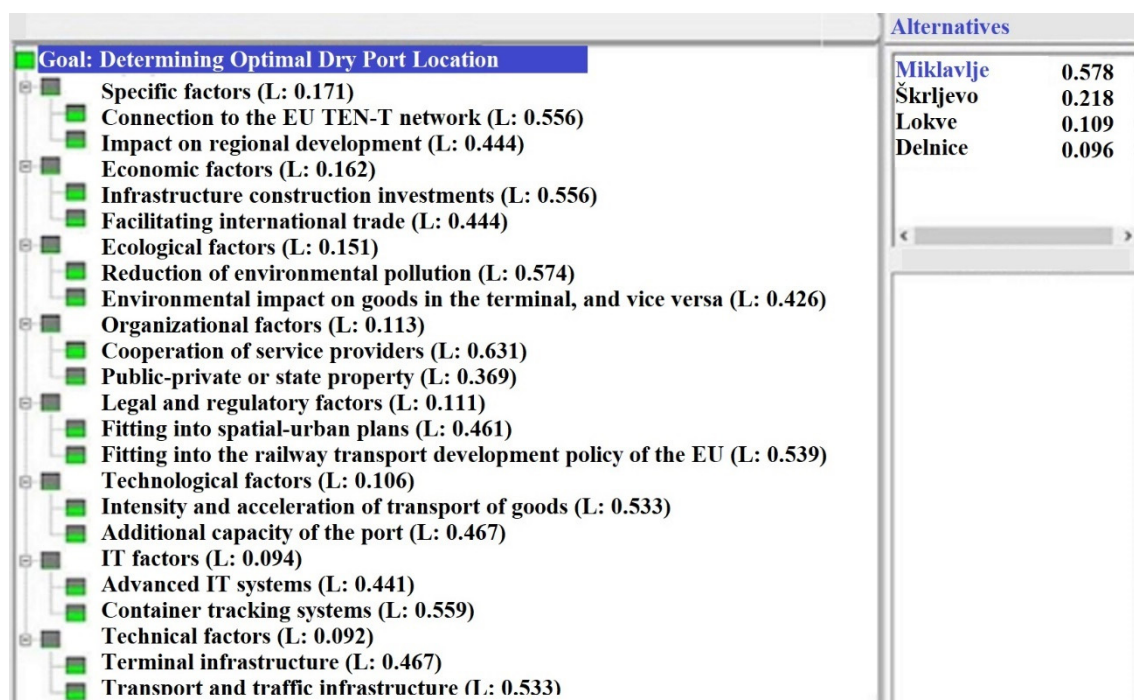 Goal: Determining Optimal Dry Port Location
Specific factors (L: 0.171)
Connection to the EU TEN-T network (L: 0.556)
Impact on regional development (L: 0.444)
Economic factors (L: 0.162)
Infrastructure construction investments (L: 0.556)
Facilitating international trade (L: 0.444)
Ecological factors (L: 0.151)
Reduction of environmental pollution (L: 0.574)
Environmental impact on goods in the terminal, and vice versa (L: 0.426)
Organizational factors (L: 0.113)
Cooperation of service providers (L: 0.631)
Public-private or state property (L: 0.369)
Legal and regulatory factors (L: 0.111)
Fitting into spatial-urban plans (L: 0.461)
Fitting into the railway transport development policy of the EU (L: 0.539)
Technological factors (L: 0.106)
Intensity and acceleration of transport of goods (L: 0.533)
Additional capacity of the port (L: 0.467)
IT factors (L: 0.094)
Advanced IT systems (L: 0.441)
Container tracking systems (L: 0.559)
Technical factors (L: 0.092)
Terminal infrastructure (L: 0.467)
Transport and traffic infrastructure (L: 0.533)
Alternatives
Miklavlje 0.578
Škrljevo 0.218
Lokve 0.109
Delnice 0.096